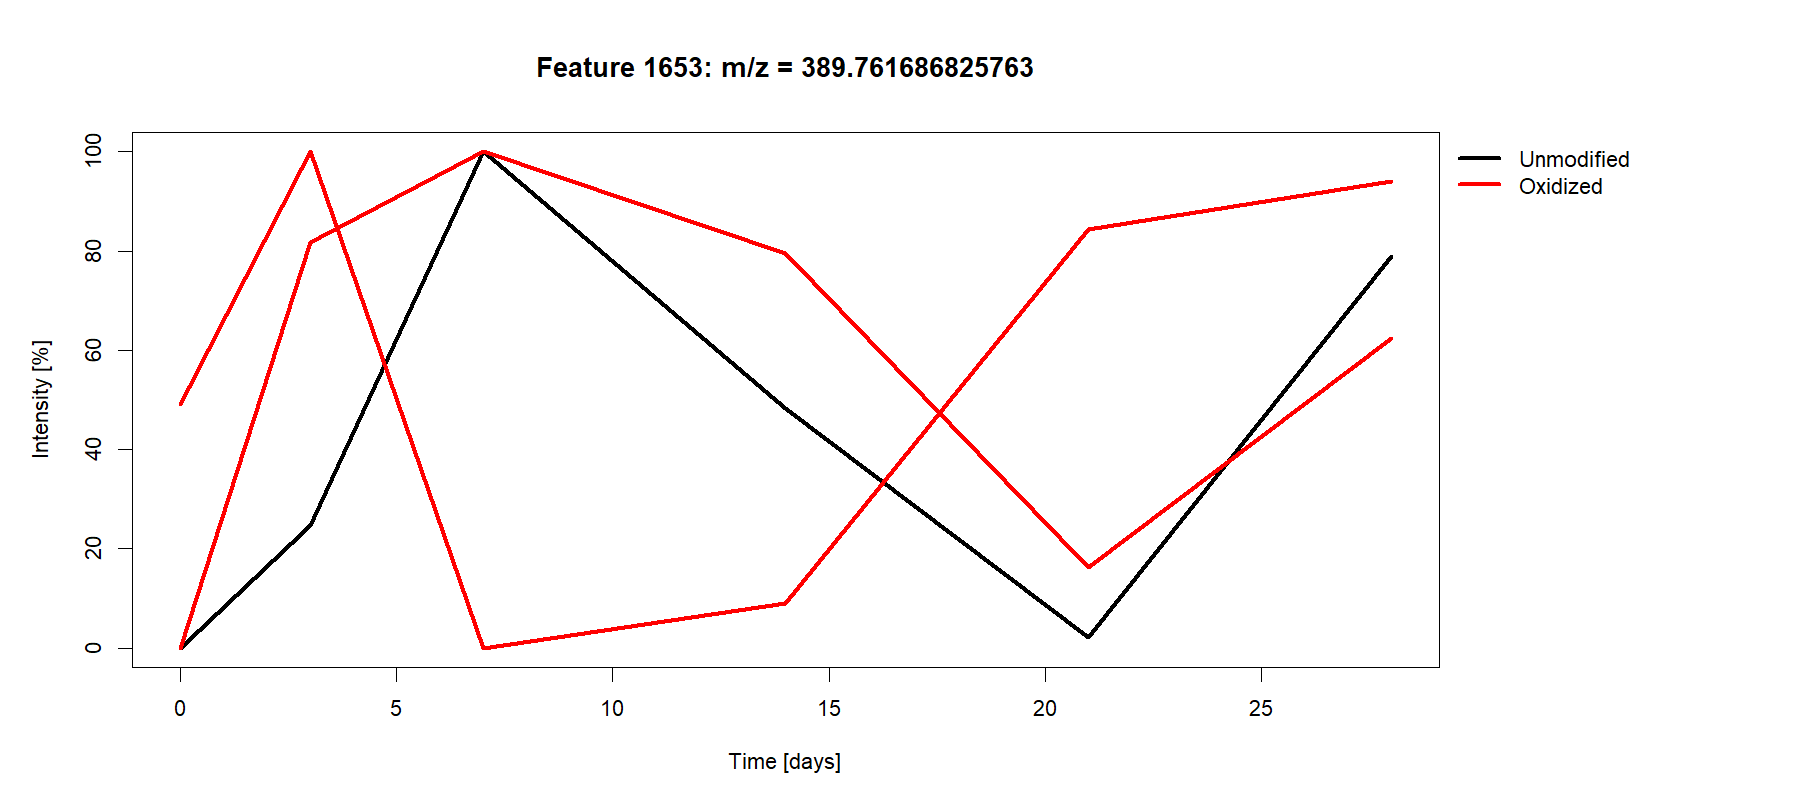 Feature 1653: m/z = 389.761686825763
Unmodified
Oxidized
Intensity [%]
100
80
60
40
20
0
0 5 10 15 20 25
Time [days]